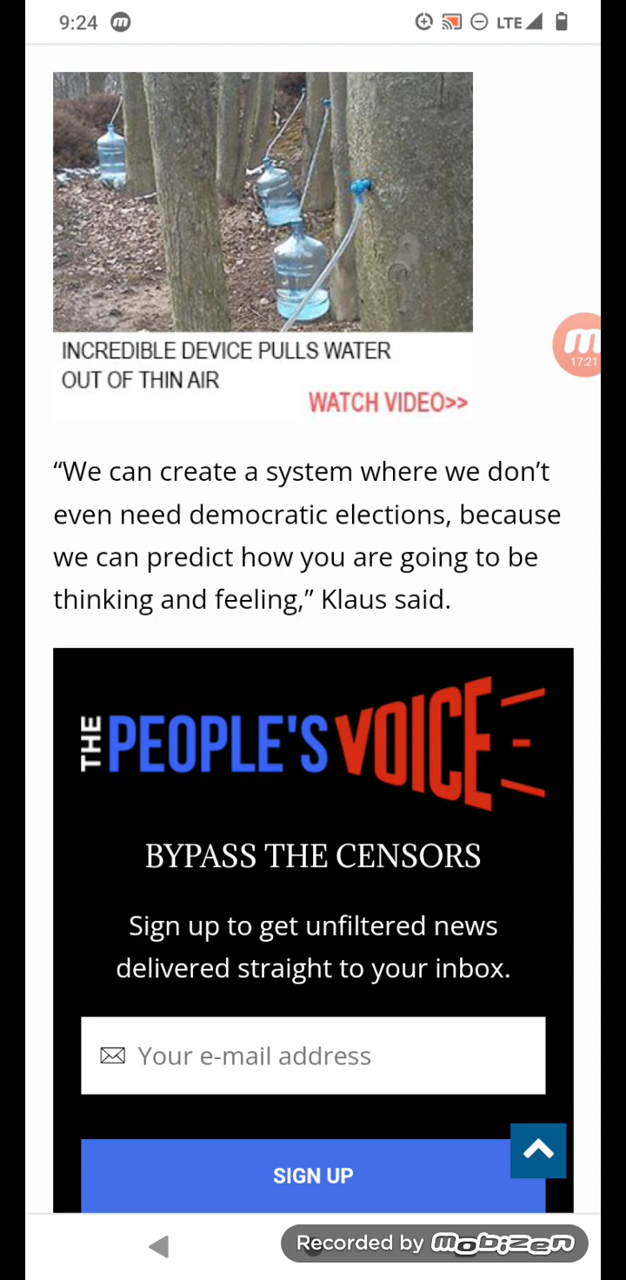 9:24 m LTE
INCREDIBLE DEVICE PULLS WATER
OUT OF THIN AIR
WATCH VIDEO>>
m
17:21
“We can create a system where we don’t
even need democratic elections, because
we can predict how you are going to be
thinking and feeling,” Klaus said.
THE PEOPLE'S VOICE
BYPASS THE CENSORS
Sign up to get unfiltered news
delivered straight to your inbox.
Your e-mail address
SIGN UP
Recorded by mobizen